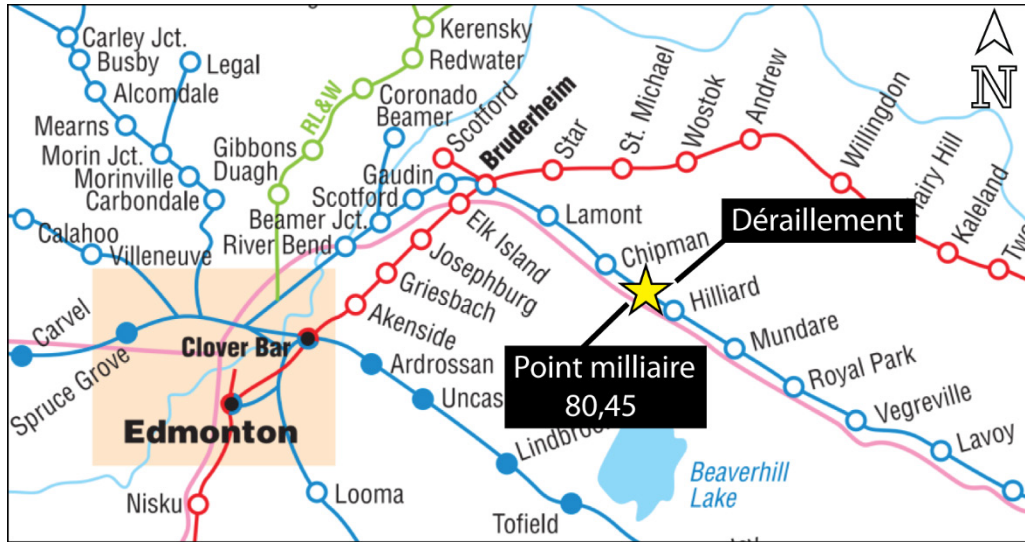 Kerensky
Redwater
Carley Jct.
Busby
Legal
Alcomdale
Coronado
Beamer
RL&W
Mearns
Morin Jct.
Morinville
Carbondale
Gibbons
Duagh
Scotford
Bruderheim
Star
St. Michael
Wostok
Andrew
Willingdon
Kaleland
N
Gaudin
Scotford
Beamer Jct.
River Bend
Calahoo
Villeneuve
Lamont
Chipman
Déraillement
Elk Island
Josephburg
Griesbach
Akenside
Hilliard
Mundare
Royal Park
Vegreville
Lavoy
Carvel
Spruce Grove
Clover Bar
Edmonton
Ardrossan
Uncas
Point milliaire
80,45
Beaverhill
Lake
Nisku
Looma
Tofield